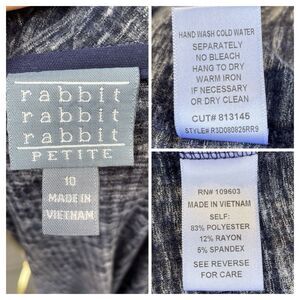 rabbit
rabbit
rabbit
PETITE
10
MADE IN
VIETNAM
HAND WASH COLD WATER
SEPARATELY
NO BLEACH
HANG TO DRY
WARM IRON
IF NECESSARY
OR DRY CLEAN
CUT# 813145
STYLE# R3D080826RR9
RN# 109603
MADE IN VIETNAM
SELF:
83% POLYESTER
12% RAYON
5% SPANDEX
SEE REVERSE
FOR CARE